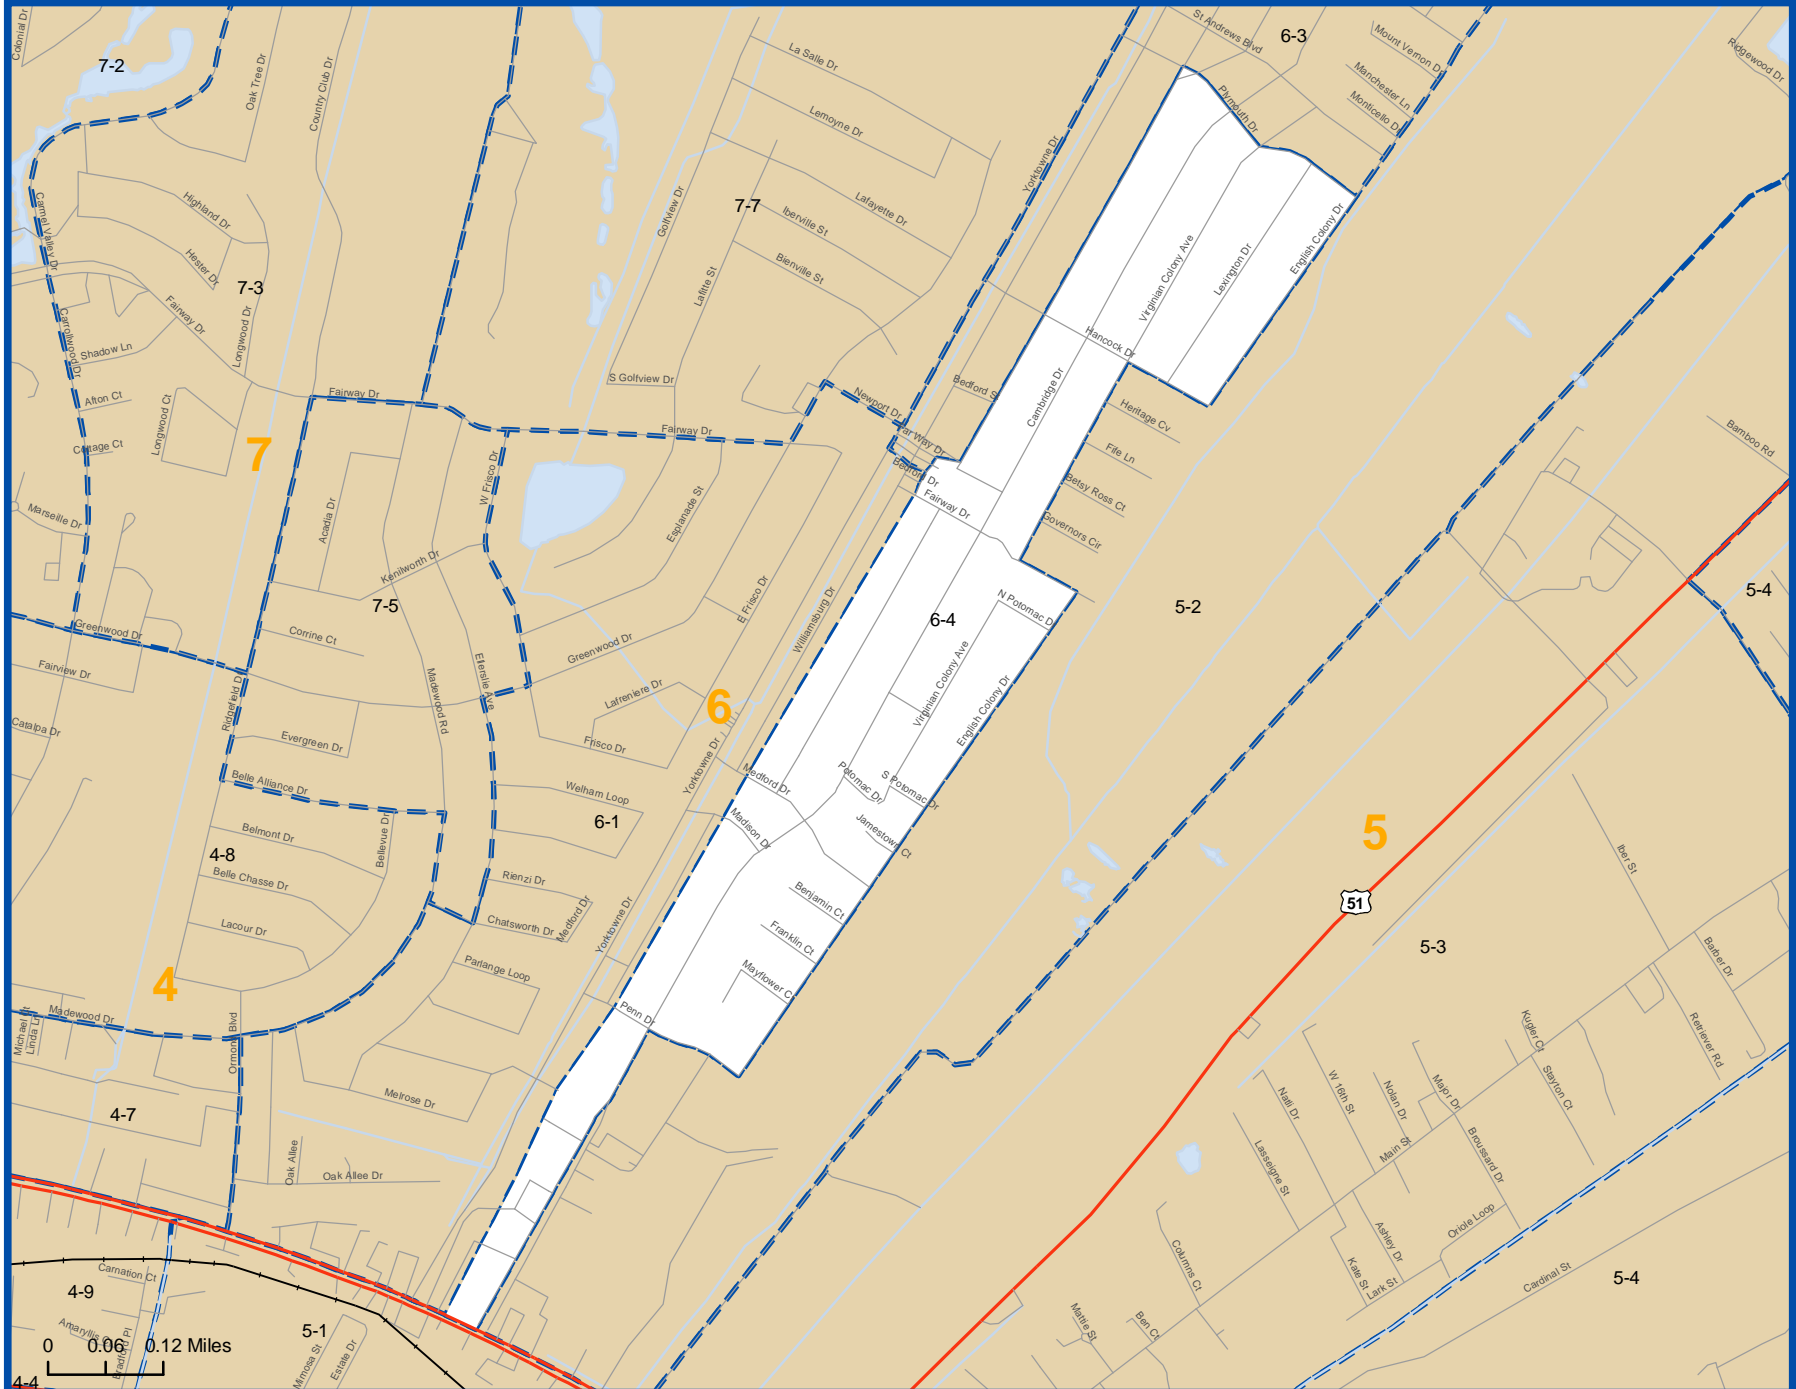 Colonial Dr
7-2
Oak Tree Dr
Country Club Dr
La Salle Dr
Lemoyne Dr
St Andrews Blvd
6-3
Mount Vernon Dr
Manchester Ln
Monticello D
Ridgewood Dr
Plymouth Dr
Yorktowne Dr
Carmel Valley Dr
Highland Dr
Hester Dr
7-3
Golfview Dr
7-7
Iberville St
Lafayette Dr
Bienville St
Lafitte St
Virginian Colony Ave
Lexington Dr
English Colony Dr
Fairway Dr
Longwood Dr
Carrollwood Dr
Shadow Ln
Hancock Dr
S Golfview Dr
Afton Ct
Longwood Ct
Fairway Dr
Newport Dr
Bedford S
Cambridge Dr
Heritage Cv
Bamboo Rd
Cottage Ct
7
Fairway Dr
Far Way Dr
Bedford Dr
Fife Ln
W Frisco Dr
Betsy Ross Ct
Marseille Dr
Acadia Dr
Esplanade St
Fairway Dr
Governors Cir
Kenilworth Dr
7-5
E Frisco Dr
Williamsburg Dr
6-4
N Potomac D
5-2
5-4
Greenwood Dr
Corrine Ct
Greenwood Dr
Fairview Dr
Ellerslie Ave
Madewood Rd
Ridgefield D
Lafreniere Dr
6
Virginian Colony Ave
English Colony Dr
Catalpa Dr
Evergreen Dr
Frisco Dr
Yorktowne Dr
Belle Alliance Dr
Welham Loop
Medford Dr
Potomac Dr
S Potomac Dr
6-1
Belmont Dr
Bellevue Dr
Madison Dr
Jamestown Ct
5
4-8
Belle Chasse Dr
Rienzi Dr
Iber St
Benjamin Ct
51
Lacour Dr
Chatsworth Dr
Medford Dr
Yorktowne Dr
Franklin Ct
5-3
Barber Dr
4
Parlange Loop
Mayflower C
Madewood Dr
Penn Dr
Michael
Linda Ln
Ormond Blvd
Kugler Ct
Retriever Rd
Melrose Dr
Natli Dr
W 16th St
Nolan Dr
Major Dr
Stayton Ct
4-7
Main St
Broussard Dr
Lasseigne St
Oak Allee
Oak Allee Dr
Columns Ct
Ashley Dr
Oriole Loop
Kate St
Lark St
Cardinal St
5-4
Carnation Ct
4-9
Amaryllis
Bradford Pl
5-1
Mimosa St
Estate Dr
Mattie St
Ben Ct
0 0.06 0.12 Miles
4-4